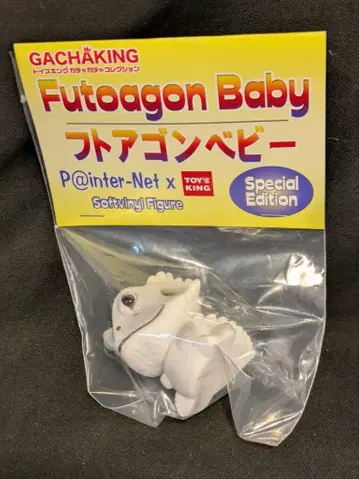 GACHAKING
トイズキング ガチャガチャコレクション
Futoagon Baby
フトアゴンベビー
P@inter-Net x TOY'S KING
Softvinyl Figure
Special Edition